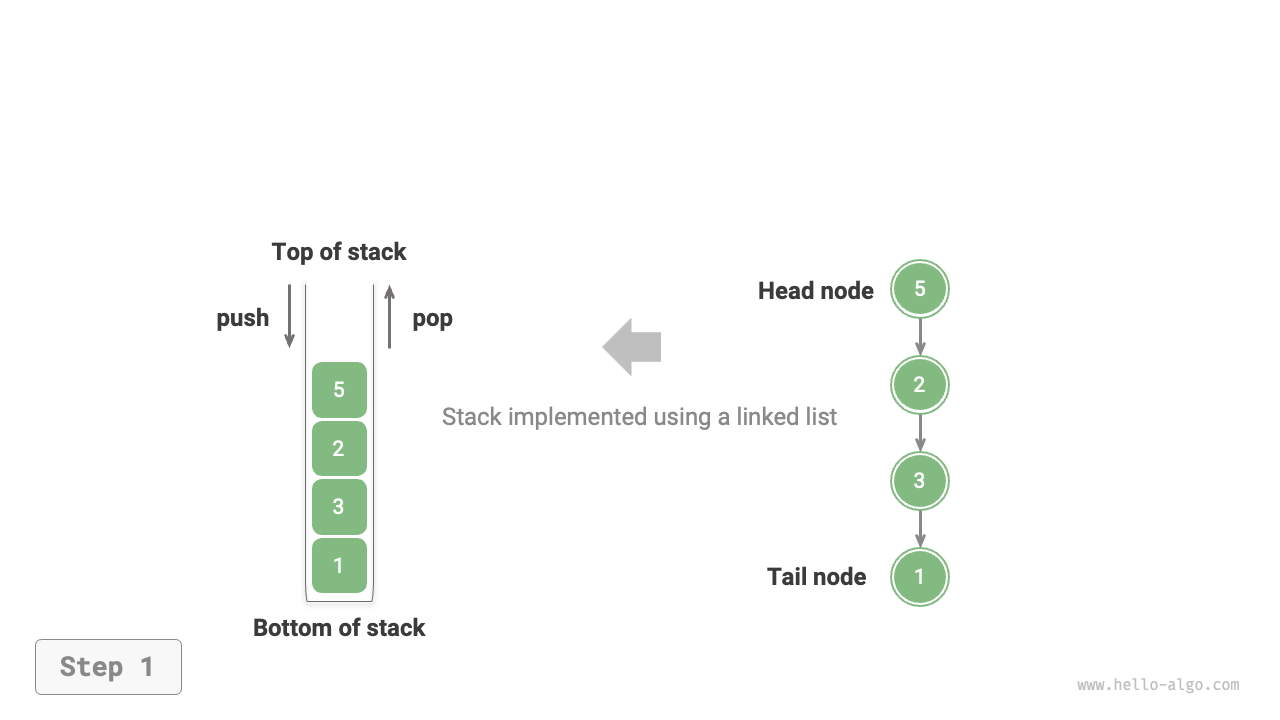 Top of stack
push
pop
5
2
3
1
Bottom of stack
Stack implemented using a linked list
Head node
5
2
3
Tail node
1
Step 1
www.hello-algo.com